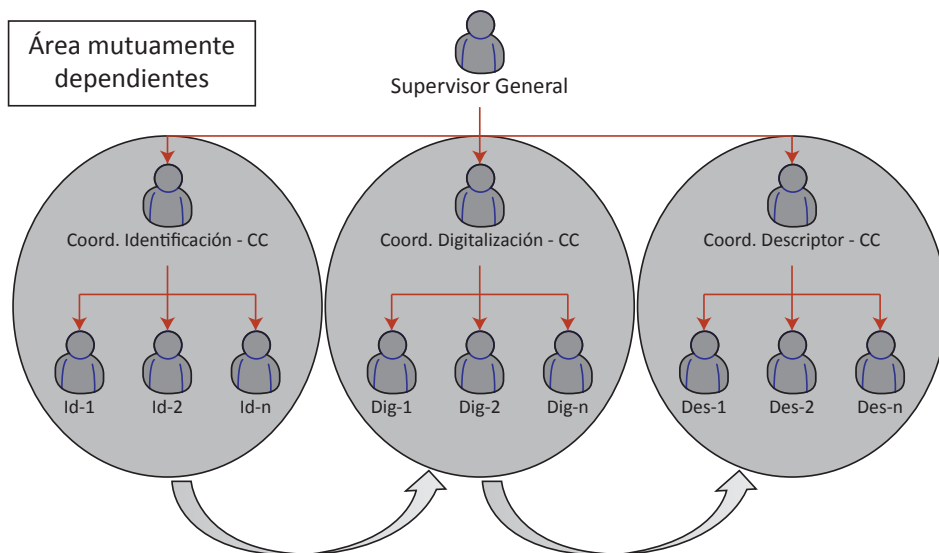 Área mutuamente
dependientes
Supervisor General
Coord. Identificación - CC
Coord. Digitalización - CC
Coord. Descriptor - CC
Id-1
Id-2
Id-n
Dig-1
Dig-2
Dig-n
Des-1
Des-2
Des-n